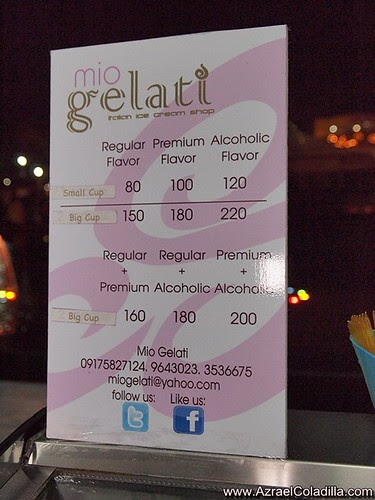 mio
gelati
italian ice cream shop
Regular Premium Alcoholic
Flavor Flavor Flavor
Small Cup 80 100 120
Big Cup 150 180 220
Regular Regular Premium
+ + +
Premium Alcoholic Alcoholic
Big Cup 160 180 200
Mio Gelati
09175827124. 9643023. 3536675
miogelati@yahoo.com
follow us: Like us:
t f
www.AzraelColadilla.com